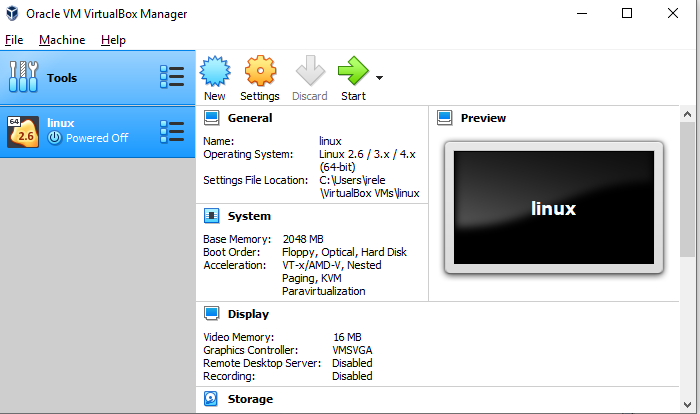 Oracle VM VirtualBox Manager
File Machine Help
Tools
New Settings Discard Start
64
2.6
linux
Powered Off
General
Name: linux
Operating System: Linux 2.6 / 3.x / 4.x
(64-bit)
Settings File Location: C:\Users\irele
\VirtualBox VMs\linux
Preview
linux
System
Base Memory: 2048 MB
Boot Order: Floppy, Optical, Hard Disk
Acceleration: VT-x/AMD-V, Nested
Paging, KVM
Paravirtualization
Display
Video Memory: 16 MB
Graphics Controller: VMSVGA
Remote Desktop Server: Disabled
Recording: Disabled
Storage